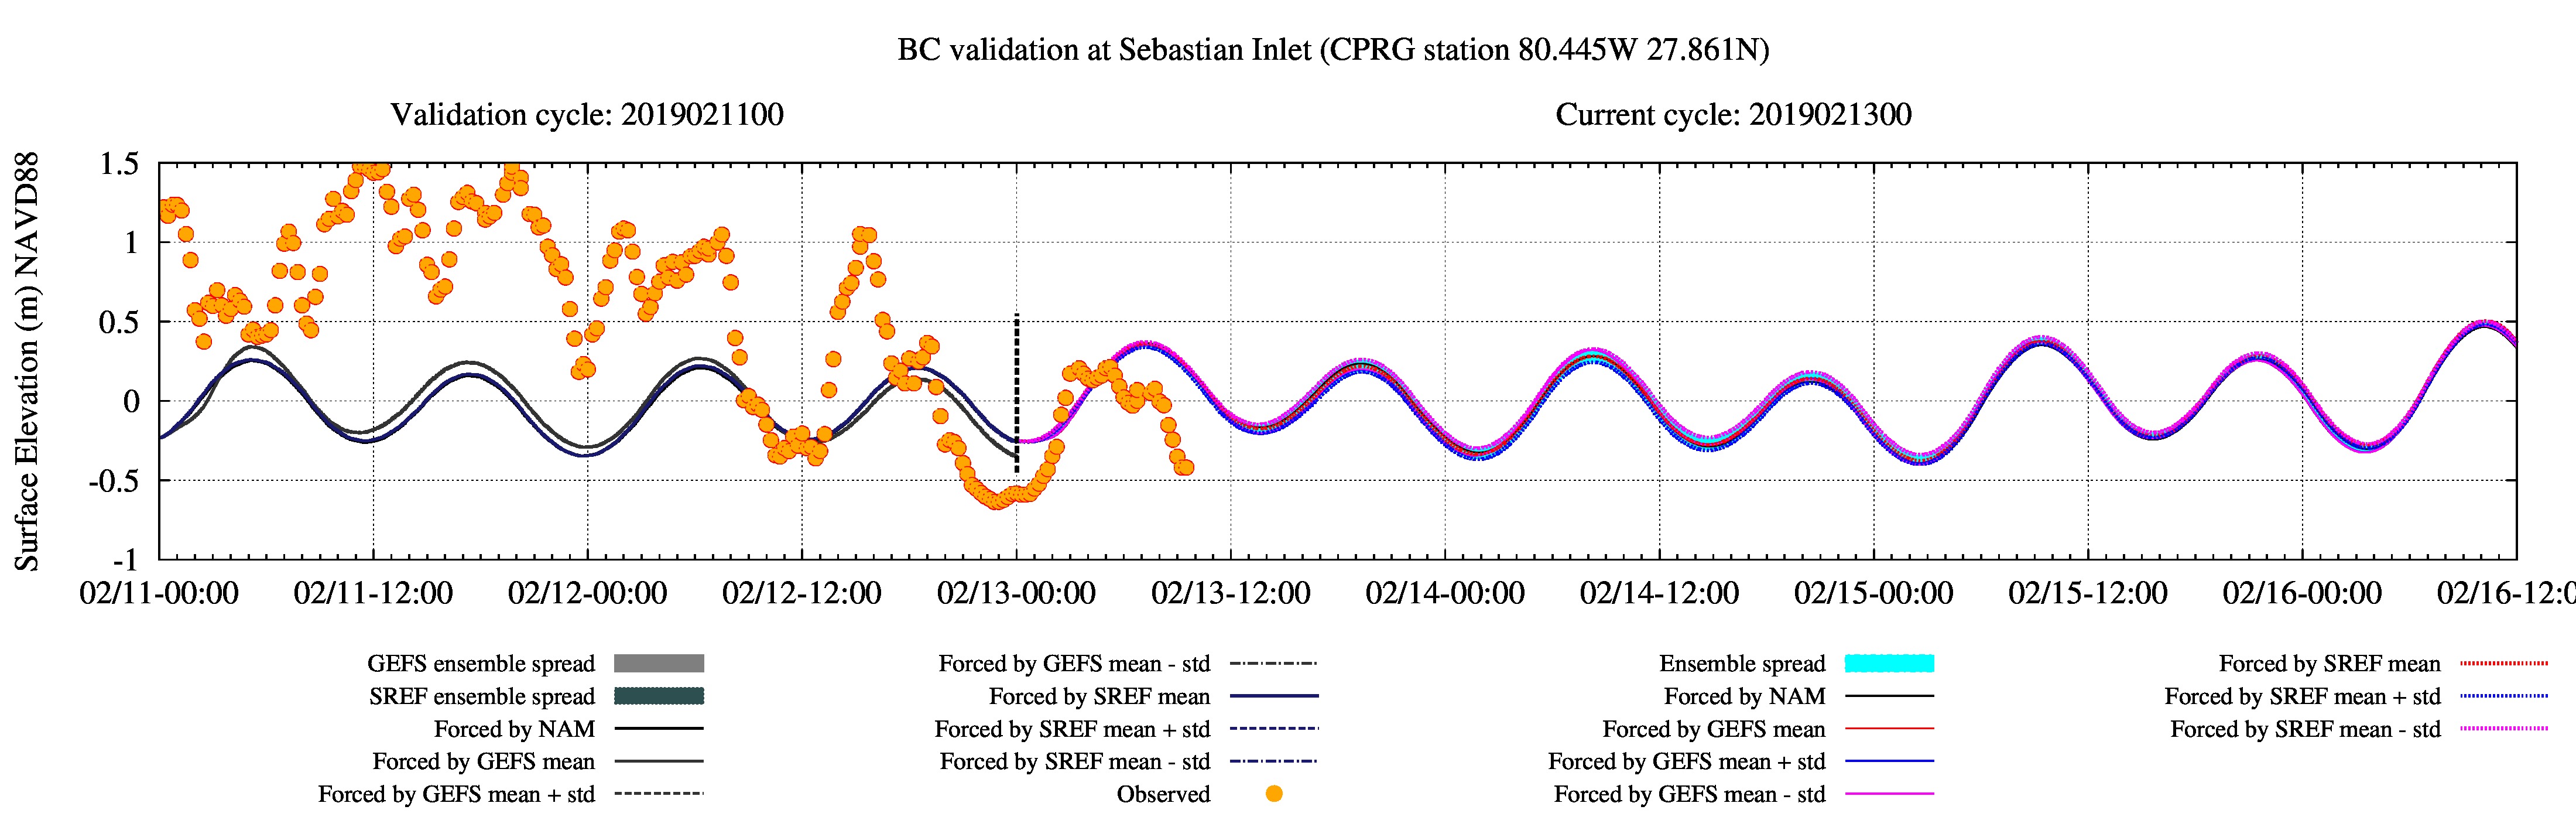 BC validation at Sebastian Inlet (CPRG station 80.445W 27.861N)
Validation cycle: 2019021100
Current cycle: 2019021300
Surface Elevation (m) NAVD88
1.5
1
0.5
0
-0.5
-1
02/11-00:00 02/11-12:00 02/12-00:00 02/12-12:00 02/13-00:00 02/13-12:00 02/14-00:00 02/14-12:00 02/15-00:00 02/15-12:00 02/16-00:00 02/16-12:0
GEFS ensemble spread
SREF ensemble spread
Forced by NAM
Forced by GEFS mean
Forced by GEFS mean + std
Forced by GEFS mean - std
Forced by SREF mean
Forced by SREF mean + std
Forced by SREF mean - std
Observed
Ensemble spread
Forced by NAM
Forced by GEFS mean
Forced by GEFS mean + std
Forced by GEFS mean - std
Forced by SREF mean
Forced by SREF mean + std
Forced by SREF mean - std